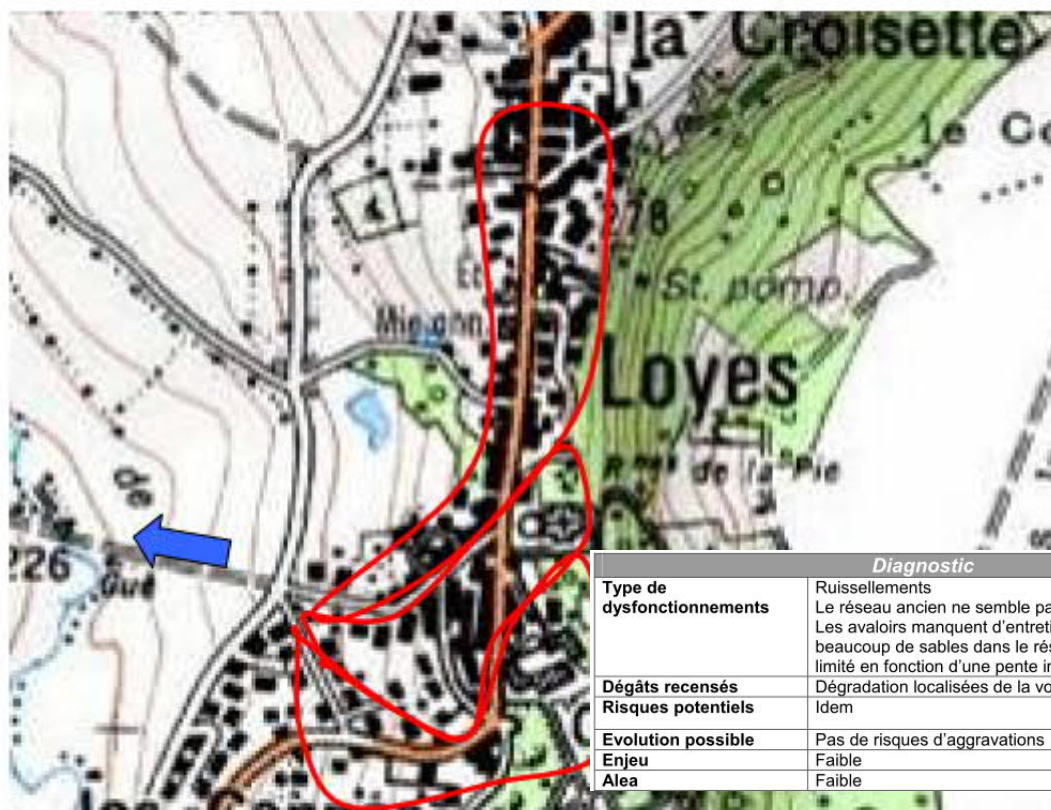 la Croisette
le Co
278
St. pomp.
Loyes
de la Pie
226
Gué
Diagnostic
Type de dysfonctionnements
Ruissellements
Le réseau ancien ne semble pa
Les avaloirs manquent d'entreti
beaucoup de sables dans le rés
limité en fonction d'une pente in
Dégâts recensés
Dégradation localisées de la vo
Risques potentiels
Idem
Evolution possible
Pas de risques d'aggravations
Enjeu
Faible
Alea
Faible